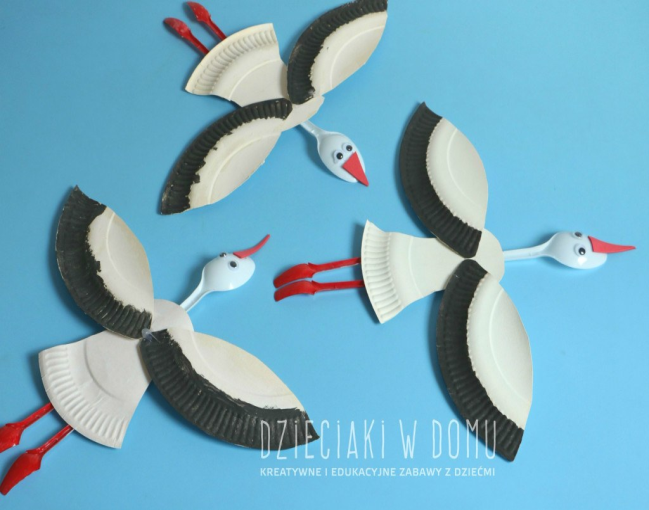 DZIECIAKI W DOMU
KREATYWNE I EDUKACYJNE ZABAWY Z DZIEĆMI